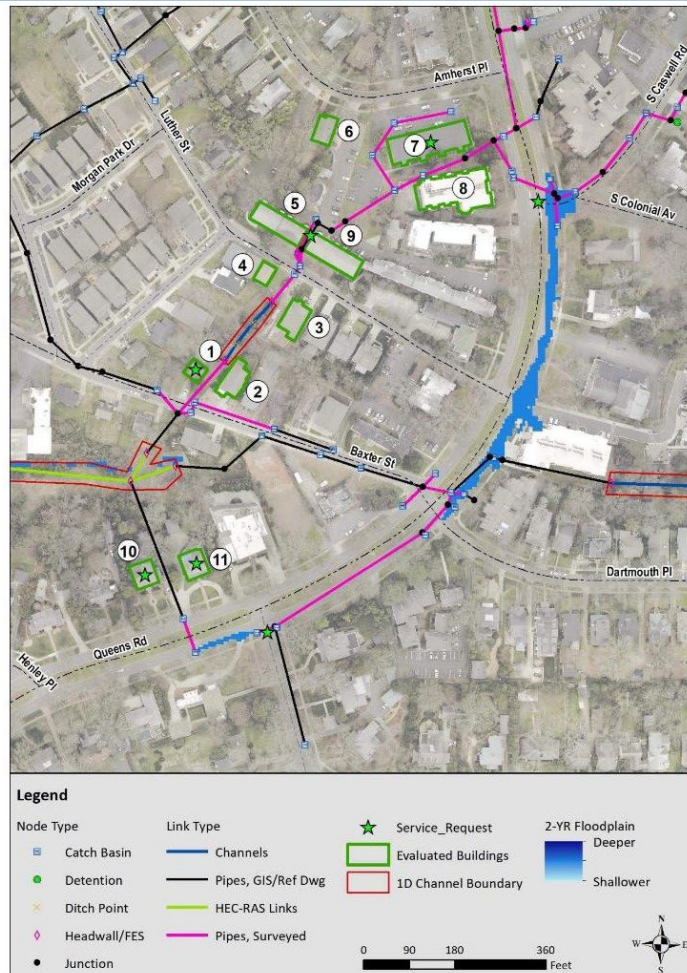 Amherst Pl
S Caswell Rd
Luther St
6
7
Morgan Park Dr
8
5
S Colonial Av
9
4
3
1
2
Baxter St
10
11
Dartmouth Pl
Queens Rd
Henley Pl
Legend
Node Type
Catch Basin
Detention
Ditch Point
Headwall/FES
Junction
Link Type
Channels
Pipes, GIS/Ref Dwg
HEC-RAS Links
Pipes, Surveyed
Service_Request
Evaluated Buildings
1D Channel Boundary
2-YR Floodplain
Deeper
Shallower
0 90 180 360
Feet
N
W E
S